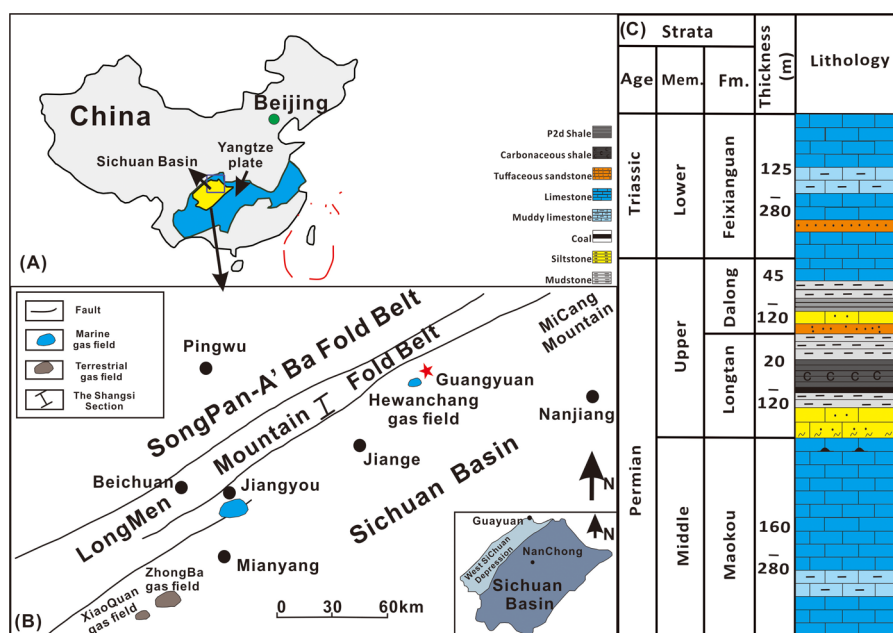 China
Beijing
Yangtze
plate
Sichuan Basin
(A)
P2d Shale
Carbonaceous shale
Tuffaceous sandstone
Limestone
Muddy limestone
Coal
Siltstone
Mudstone
Fault
Marine
gas field
Terrestrial
gas field
The Shangsi
Section
Pingwu
SongPan-A' Ba Fold Belt
MiCang
Mountain
LongMen Mountain Fold Belt
Guangyuan
Hewanchang
gas field
Nanjiang
Jiange
Beichuan
Jiangyou
Sichuan Basin
N
Mianyang
ZhongBa
gas field
XiaoQuan
gas field
0 30 60km
(B)
Guayuan
N
West SiChuan
Depression
NanChong
Sichuan
Basin
(C) Strata
Thickness
(m)
Lithology
Age Mem. Fm.
Triassic
Lower
Feixianguan
125
–
280
Permian
Upper
Dalong
45
–
120
Longtan
20
–
120
C C C C
Middle
Maokou
160
–
280